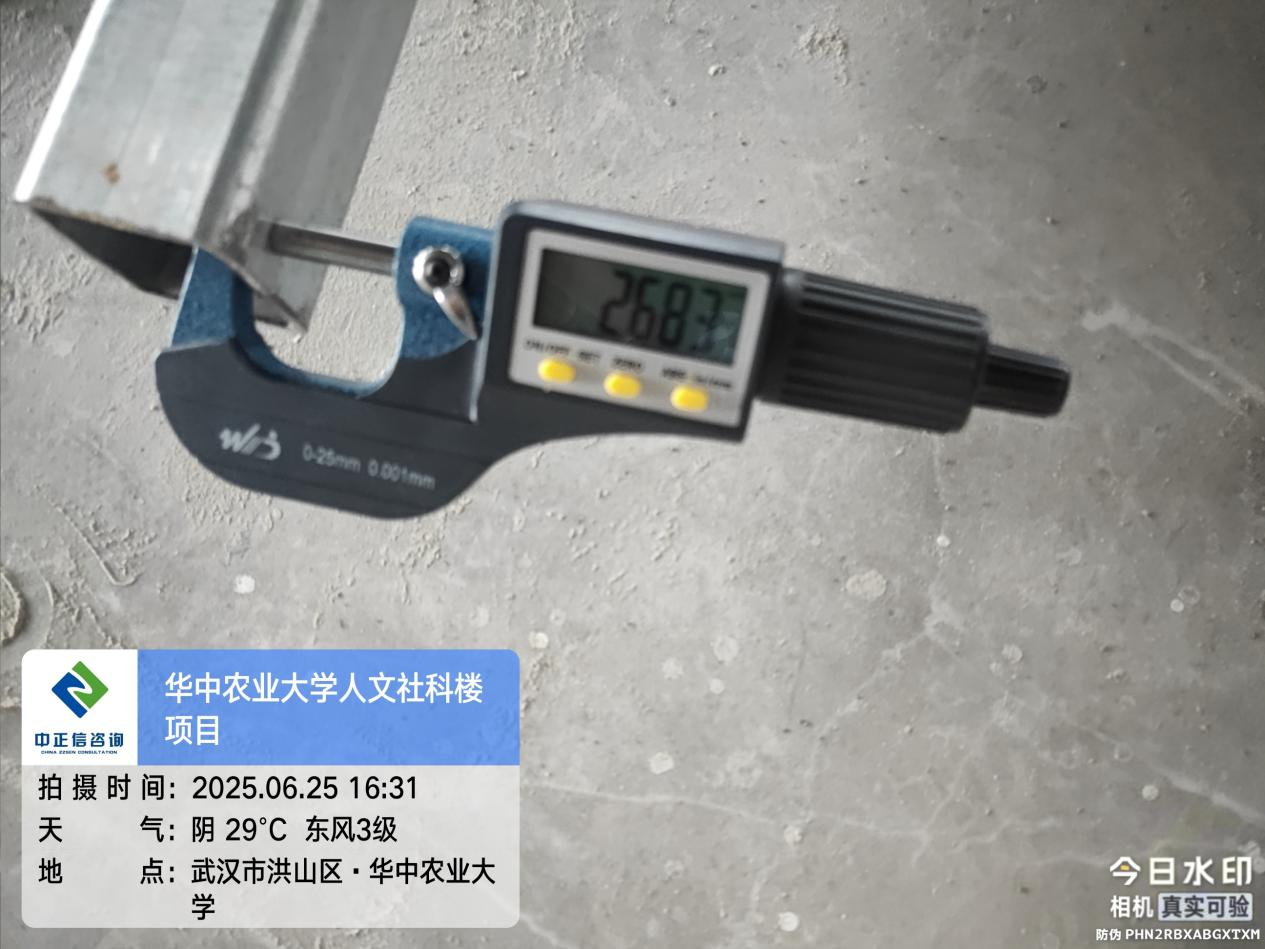 2.683
0-25mm 0.001mm
中正信咨询
CHINA ZZSEN CONSULTATION
华中农业大学人文社科楼
项目
拍摄时间: 2025.06.25 16:31
天气: 阴 29°C 东风3级
地点: 武汉市洪山区·华中农业大
学
今日水印
相机 真实可验
防伪 PHN2RBXABGXTXM